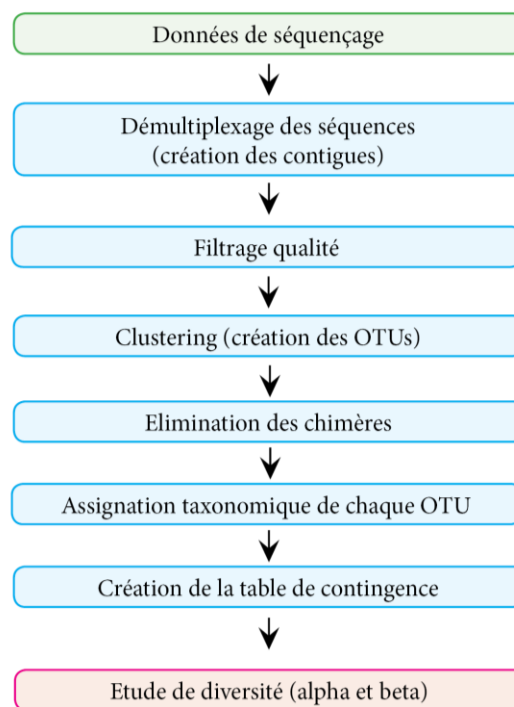 Données de séquençage
Démultiplexage des séquences
(création des contigues)
Filtrage qualité
Clustering (création des OTUs)
Elimination des chimères
Assignation taxonomique de chaque OTU
Création de la table de contingence
Etude de diversité (alpha et beta)